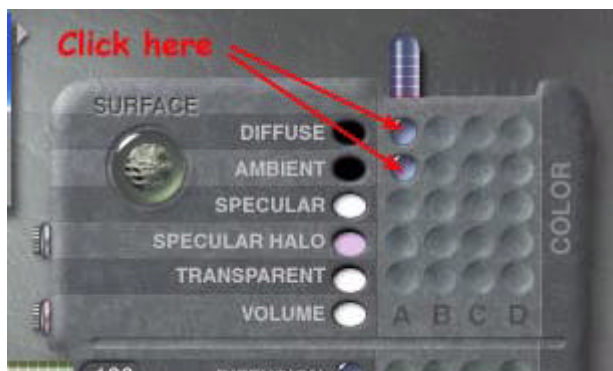 Click here
SURFACE
DIFFUSE
AMBIENT
SPECULAR
SPECULAR HALO
TRANSPARENT
VOLUME
A B C D
COLOR